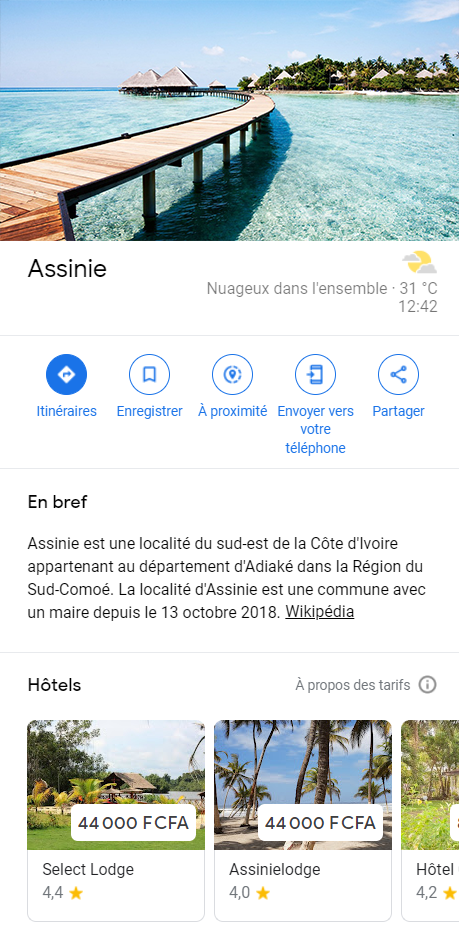 Assinie
Nuageux dans l'ensemble · 31 °C
12:42
Itinéraires
Enregistrer
À proximité
Envoyer vers
votre
téléphone
Partager
En bref
Assinie est une localité du sud-est de la Côte d'Ivoire
appartenant au département d'Adiaké dans la Région du
Sud-Comoé. La localité d'Assinie est une commune avec
un maire depuis le 13 octobre 2018. Wikipédia
Hôtels
À propos des tarifs
44 000 F CFA
44 000 F CFA
Select Lodge
4,4
Assinielodge
4,0
Hôtel
4,2